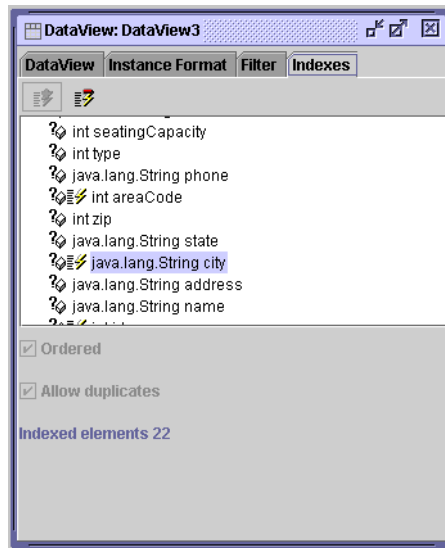 DataView: DataView3
DataView Instance Format Filter Indexes
int seatingCapacity
int type
java.lang.String phone
int areaCode
int zip
java.lang.String state
java.lang.String city
java.lang.String address
java.lang.String name
Ordered
Allow duplicates
Indexed elements 22